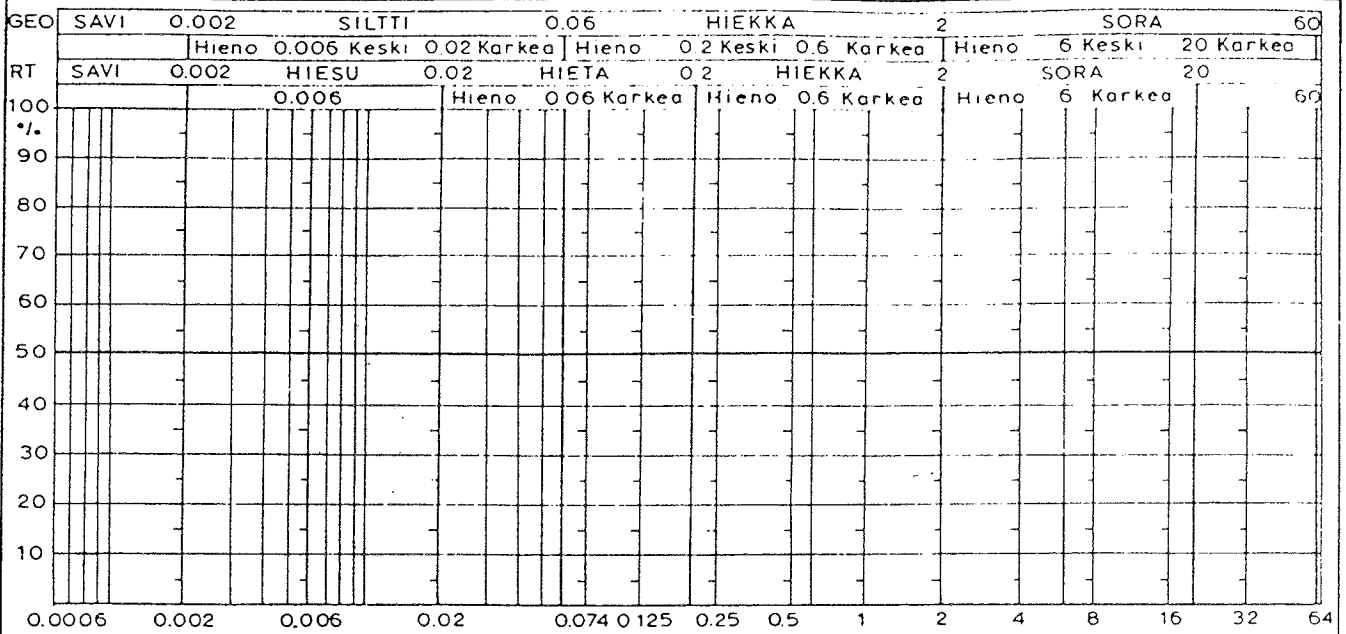 GEO SAVI 0.002 SILTTI 0.06 HIEKKA 2 SORA 60
Hieno 0.006 Keski 0.02 Karkea Hieno 0.2 Keski 0.6 Karkea Hieno 6 Keski 20 Karkea
RT SAVI 0.002 HIESU 0.02 HIETA 0.2 HIEKKA 2 SORA 20
0.006 Hieno 0.06 Karkea Hieno 0.6 Karkea Hieno 6 Karkea 60
100
%
90
80
70
60
50
40
30
20
10
0.0006 0.002 0.006 0.02 0.074 0 125 0.25 0.5 1 2 4 8 16 32 64